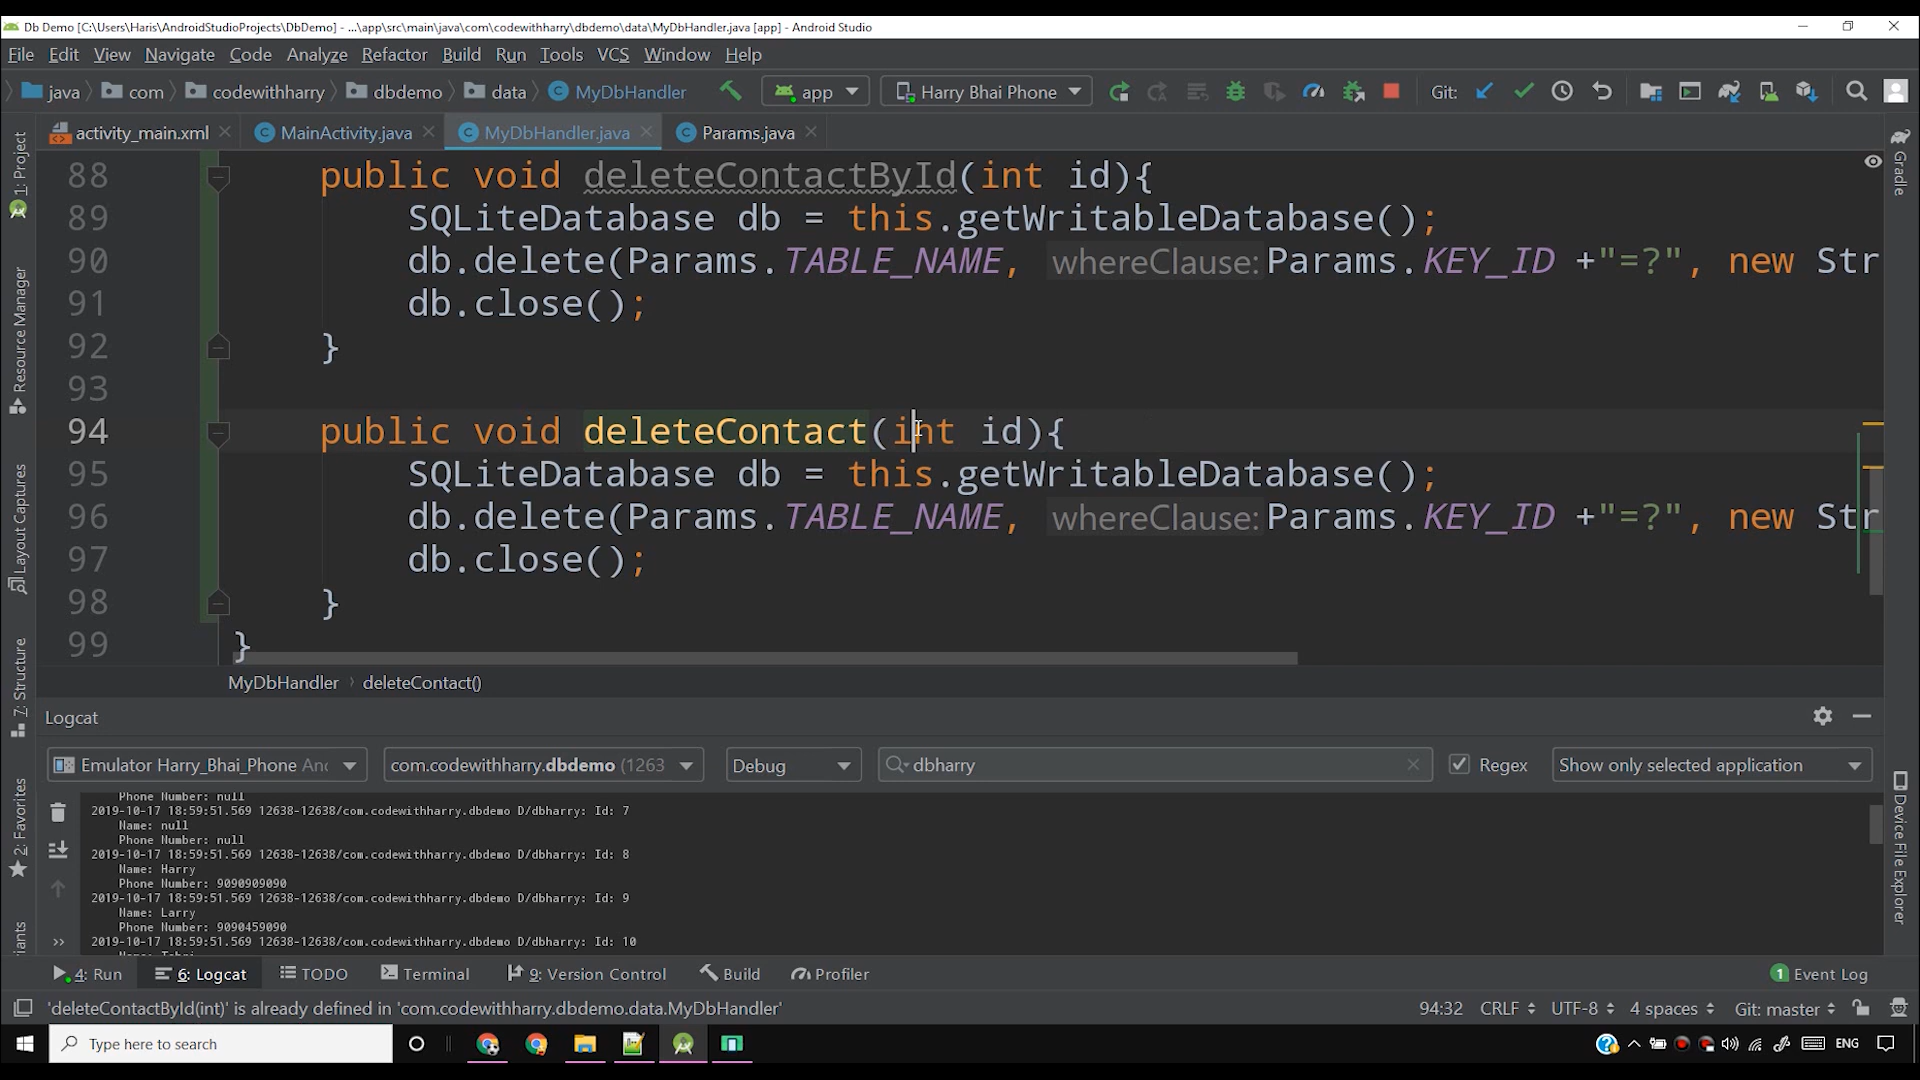 Db Demo [C:\Users\Haris\AndroidStudioProjects\DbDemo] - ...\app\src\main\java\com\codewithharry\dbdemo\data\MyDbHandler.java [app] - Android Studio
File Edit View Navigate Code Analyze Refactor Build Run Tools VCS Window Help
java com codewithharry dbdemo data MyDbHandler app Harry Bhai Phone Git:
activity_main.xml MainActivity.java MyDbHandler.java Params.java
1: Project
Resource Manager
Layout Captures
7: Structure
2: Favorites
Gradle
Device File Explorer
88 public void deleteContactById(int id){
89 SQLiteDatabase db = this.getWritableDatabase();
90 db.delete(Params.TABLE_NAME, whereClause: Params.KEY_ID +"=?", new Str
91 db.close();
92 }
93
94 public void deleteContact(int id){
95 SQLiteDatabase db = this.getWritableDatabase();
96 db.delete(Params.TABLE_NAME, whereClause: Params.KEY_ID +"=?", new Str
97 db.close();
98 }
99 }
MyDbHandler › deleteContact()
Logcat
Emulator Harry_Bhai_Phone com.codewithharry.dbdemo (1263 Debug dbharry Regex Show only selected application
Phone Number: null
2019-10-17 18:59:51.569 12638-12638/com.codewithharry.dbdemo D/dbharry: Id: 7
Name: null
Phone Number: null
2019-10-17 18:59:51.569 12638-12638/com.codewithharry.dbdemo D/dbharry: Id: 8
Name: Harry
Phone Number: 9090909090
2019-10-17 18:59:51.569 12638-12638/com.codewithharry.dbdemo D/dbharry: Id: 9
Name: Larry
Phone Number: 9090459090
2019-10-17 18:59:51.569 12638-12638/com.codewithharry.dbdemo D/dbharry: Id: 10
4: Run 6: Logcat TODO Terminal 9: Version Control Build Profiler 1 Event Log
'deleteContactById(int)' is already defined in 'com.codewithharry.dbdemo.data.MyDbHandler' 94:32 CRLF UTF-8 4 spaces Git: master
Type here to search ENG